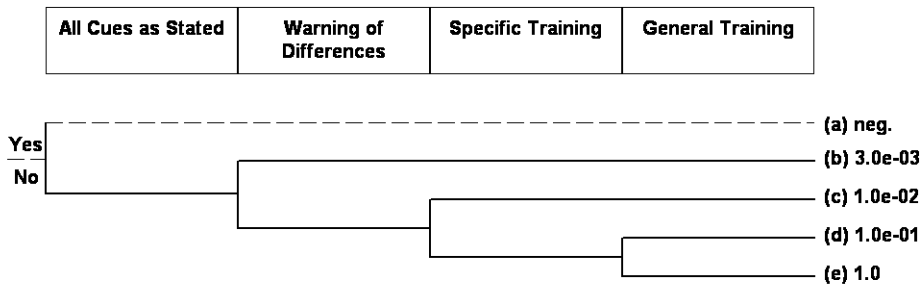 All Cues as Stated
Warning of
Differences
Specific Training
General Training
Yes
No
(a) neg.
(b) 3.0e-03
(c) 1.0e-02
(d) 1.0e-01
(e) 1.0